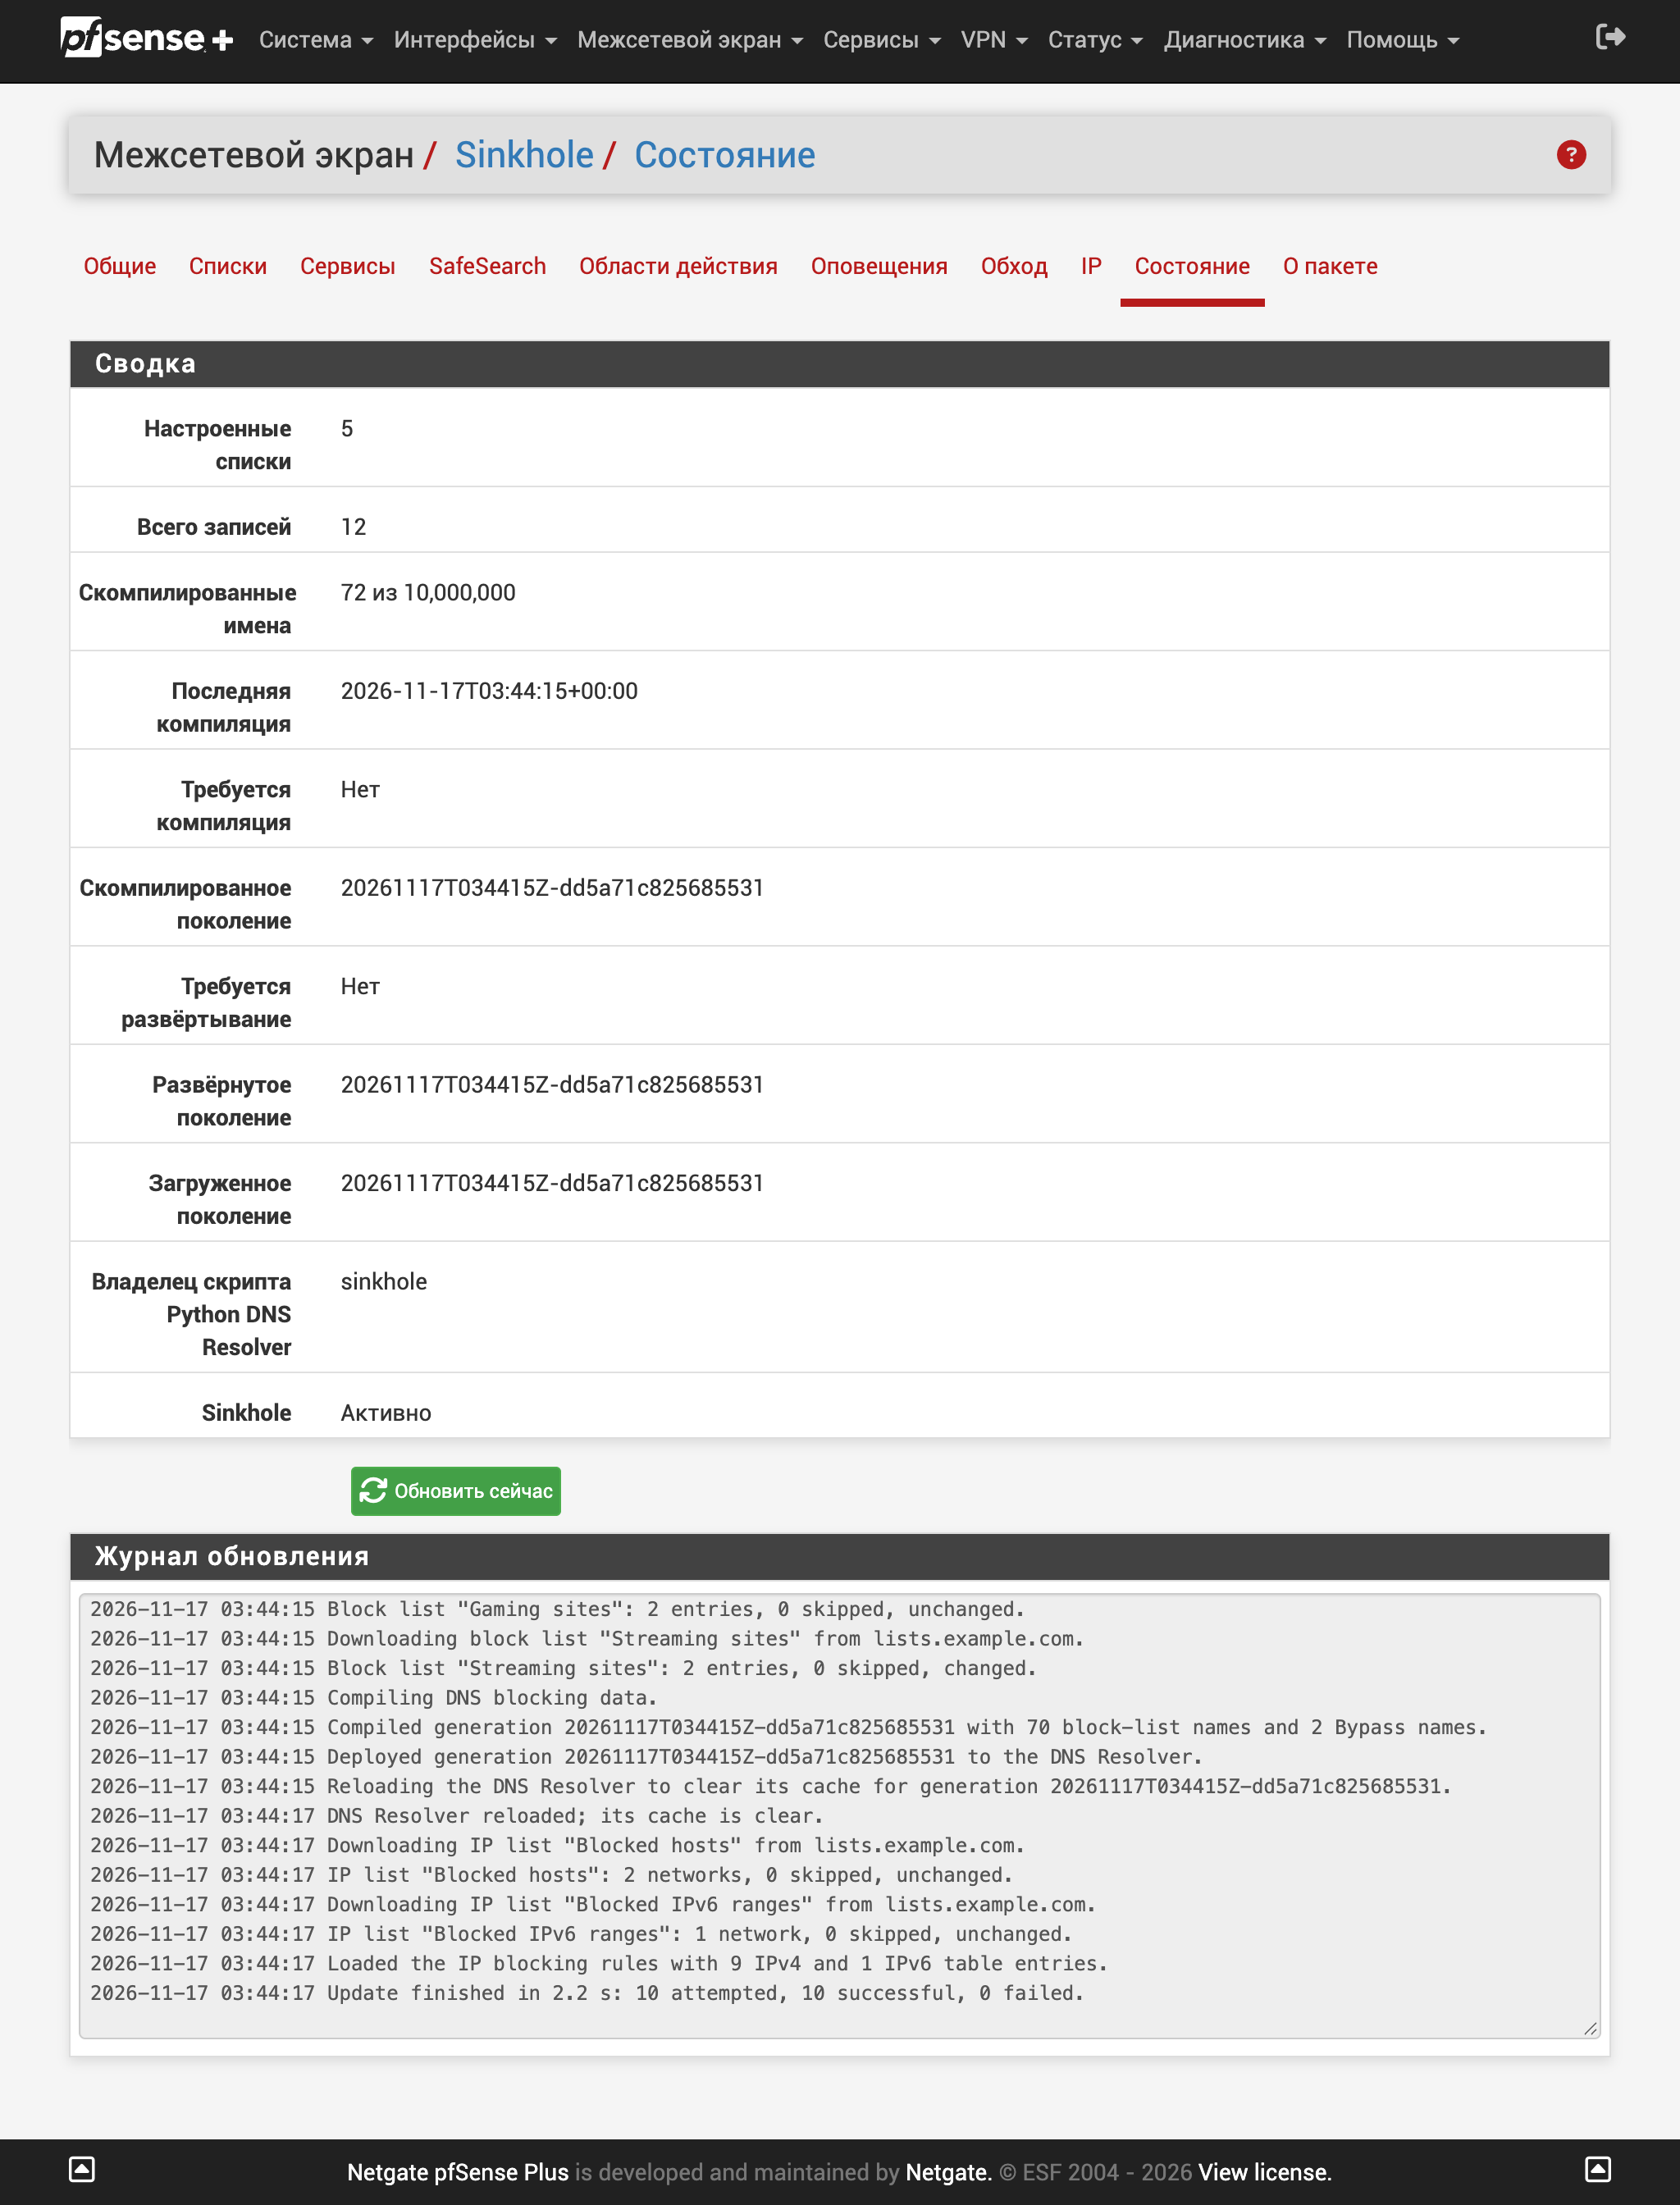 pfsense+ Система Интерфейсы Межсетевой экран Сервисы VPN Статус Диагностика Помощь
Межсетевой экран / Sinkhole / Состояние ?
Общие Списки Сервисы SafeSearch Области действия Оповещения Обход IP Состояние О пакете
Сводка
Настроенные 5
списки
Всего записей 12
Скомпилированные 72 из 10,000,000
имена
Последняя 2026-11-17T03:44:15+00:00
компиляция
Требуется Нет
компиляция
Скомпилированное 20261117T034415Z-dd5a71c825685531
поколение
Требуется Нет
развёртывание
Развёрнутое 20261117T034415Z-dd5a71c825685531
поколение
Загруженное 20261117T034415Z-dd5a71c825685531
поколение
Владелец скрипта sinkhole
Python DNS
Resolver
Sinkhole Активно
Обновить сейчас
Журнал обновления
2026-11-17 03:44:15 Block list "Gaming sites": 2 entries, 0 skipped, unchanged.
2026-11-17 03:44:15 Downloading block list "Streaming sites" from lists.example.com.
2026-11-17 03:44:15 Block list "Streaming sites": 2 entries, 0 skipped, changed.
2026-11-17 03:44:15 Compiling DNS blocking data.
2026-11-17 03:44:15 Compiled generation 20261117T034415Z-dd5a71c825685531 with 70 block-list names and 2 Bypass names.
2026-11-17 03:44:15 Deployed generation 20261117T034415Z-dd5a71c825685531 to the DNS Resolver.
2026-11-17 03:44:15 Reloading the DNS Resolver to clear its cache for generation 20261117T034415Z-dd5a71c825685531.
2026-11-17 03:44:17 DNS Resolver reloaded; its cache is clear.
2026-11-17 03:44:17 Downloading IP list "Blocked hosts" from lists.example.com.
2026-11-17 03:44:17 IP list "Blocked hosts": 2 networks, 0 skipped, unchanged.
2026-11-17 03:44:17 Downloading IP list "Blocked IPv6 ranges" from lists.example.com.
2026-11-17 03:44:17 IP list "Blocked IPv6 ranges": 1 network, 0 skipped, unchanged.
2026-11-17 03:44:17 Loaded the IP blocking rules with 9 IPv4 and 1 IPv6 table entries.
2026-11-17 03:44:17 Update finished in 2.2 s: 10 attempted, 10 successful, 0 failed.
Netgate pfSense Plus is developed and maintained by Netgate. © ESF 2004 - 2026 View license.